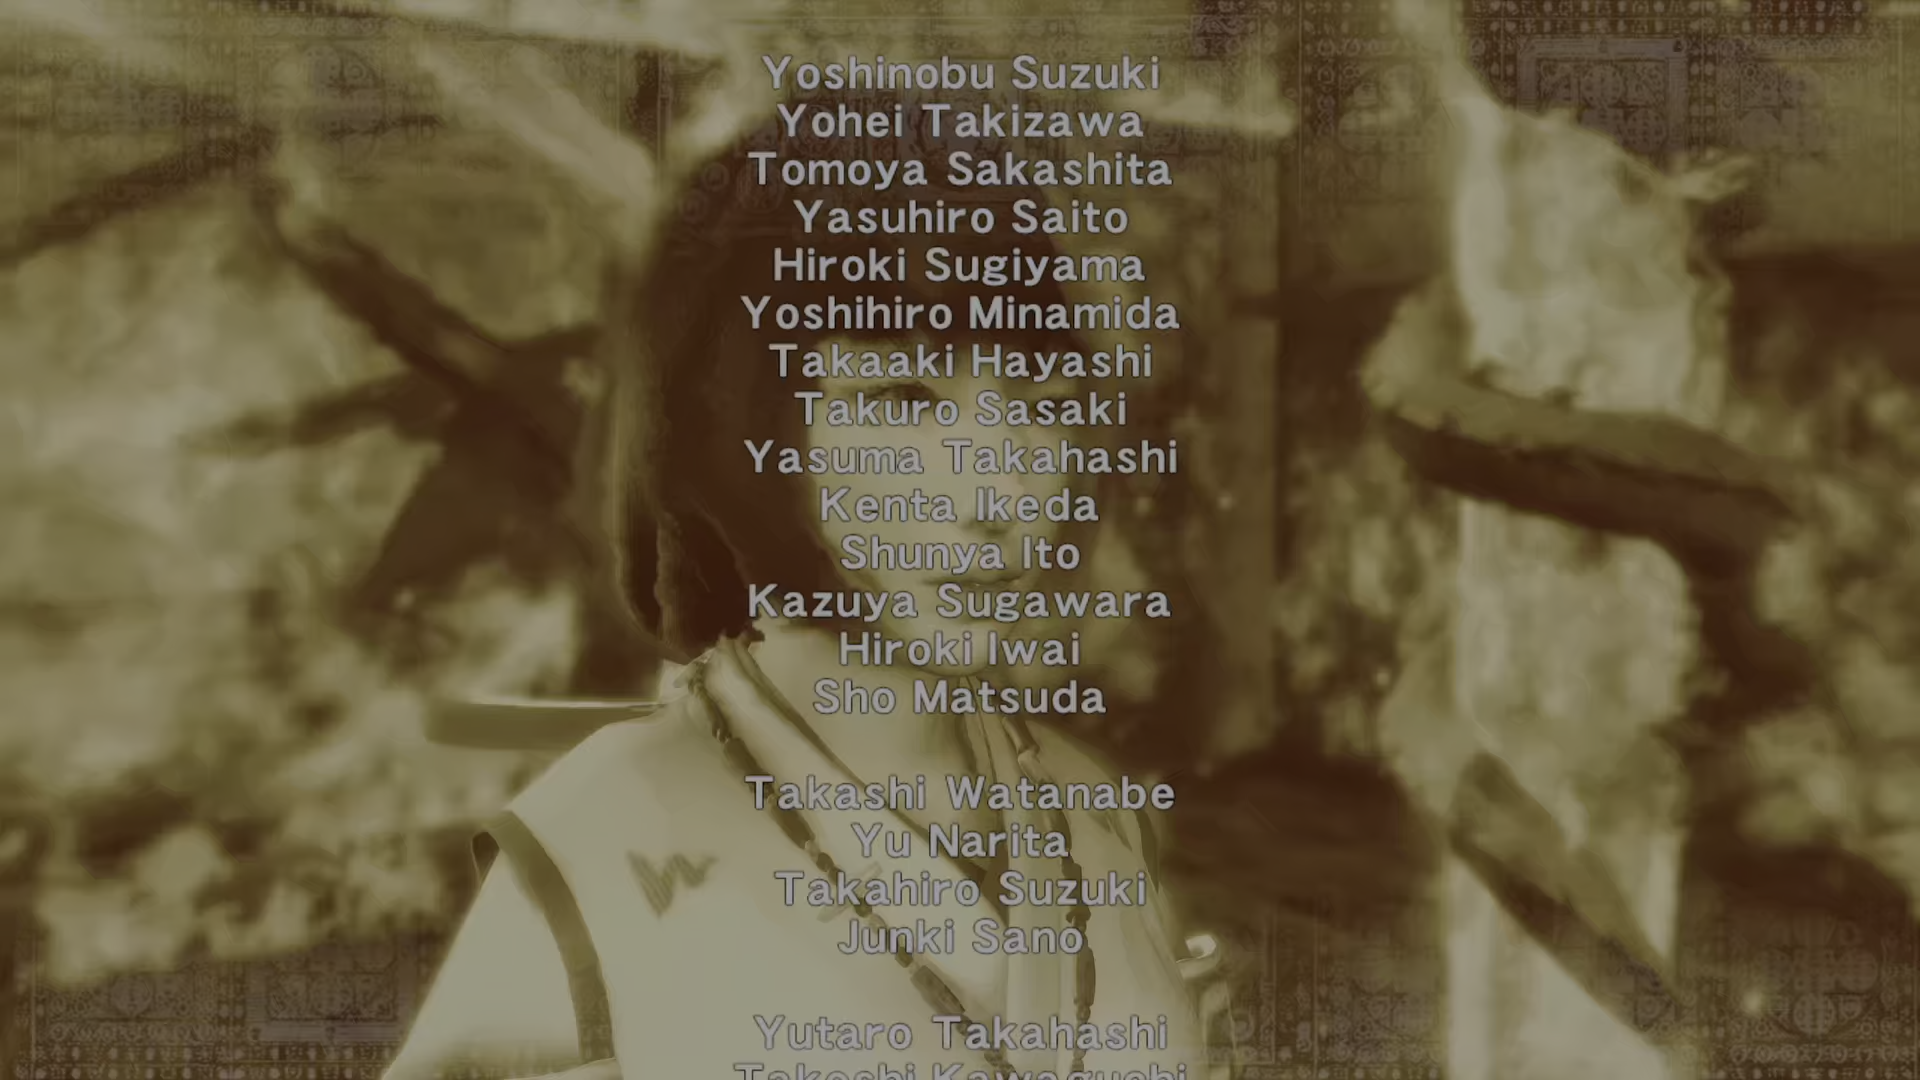 Yoshinobu Suzuki
Yohei Takizawa
Tomoya Sakashita
Yasuhiro Saito
Hiroki Sugiyama
Yoshihiro Minamida
Takaaki Hayashi
Takuro Sasaki
Yasuma Takahashi
Kenta Ikeda
Shunya Ito
Kazuya Sugawara
Hiroki Iwai
Sho Matsuda
Takashi Watanabe
Yu Narita
Takahiro Suzuki
Junki Sano
Yutaro Takahashi
Takeshi Kawaguchi